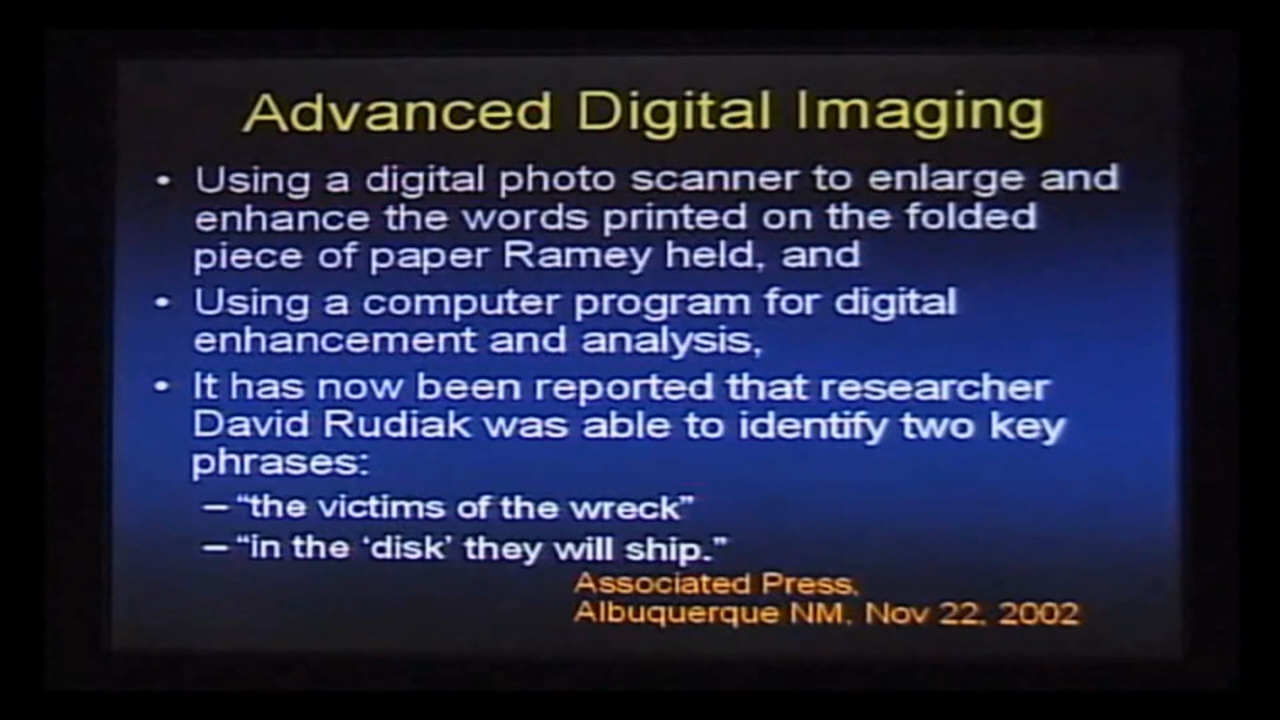 Advanced Digital Imaging
• Using a digital photo scanner to enlarge and
enhance the words printed on the folded
piece of paper Ramey held, and
• Using a computer program for digital
enhancement and analysis,
• It has now been reported that researcher
David Rudiak was able to identify two key
phrases:
– “the victims of the wreck”
– “in the ‘disk’ they will ship.”
Associated Press,
Albuquerque NM, Nov 22, 2002